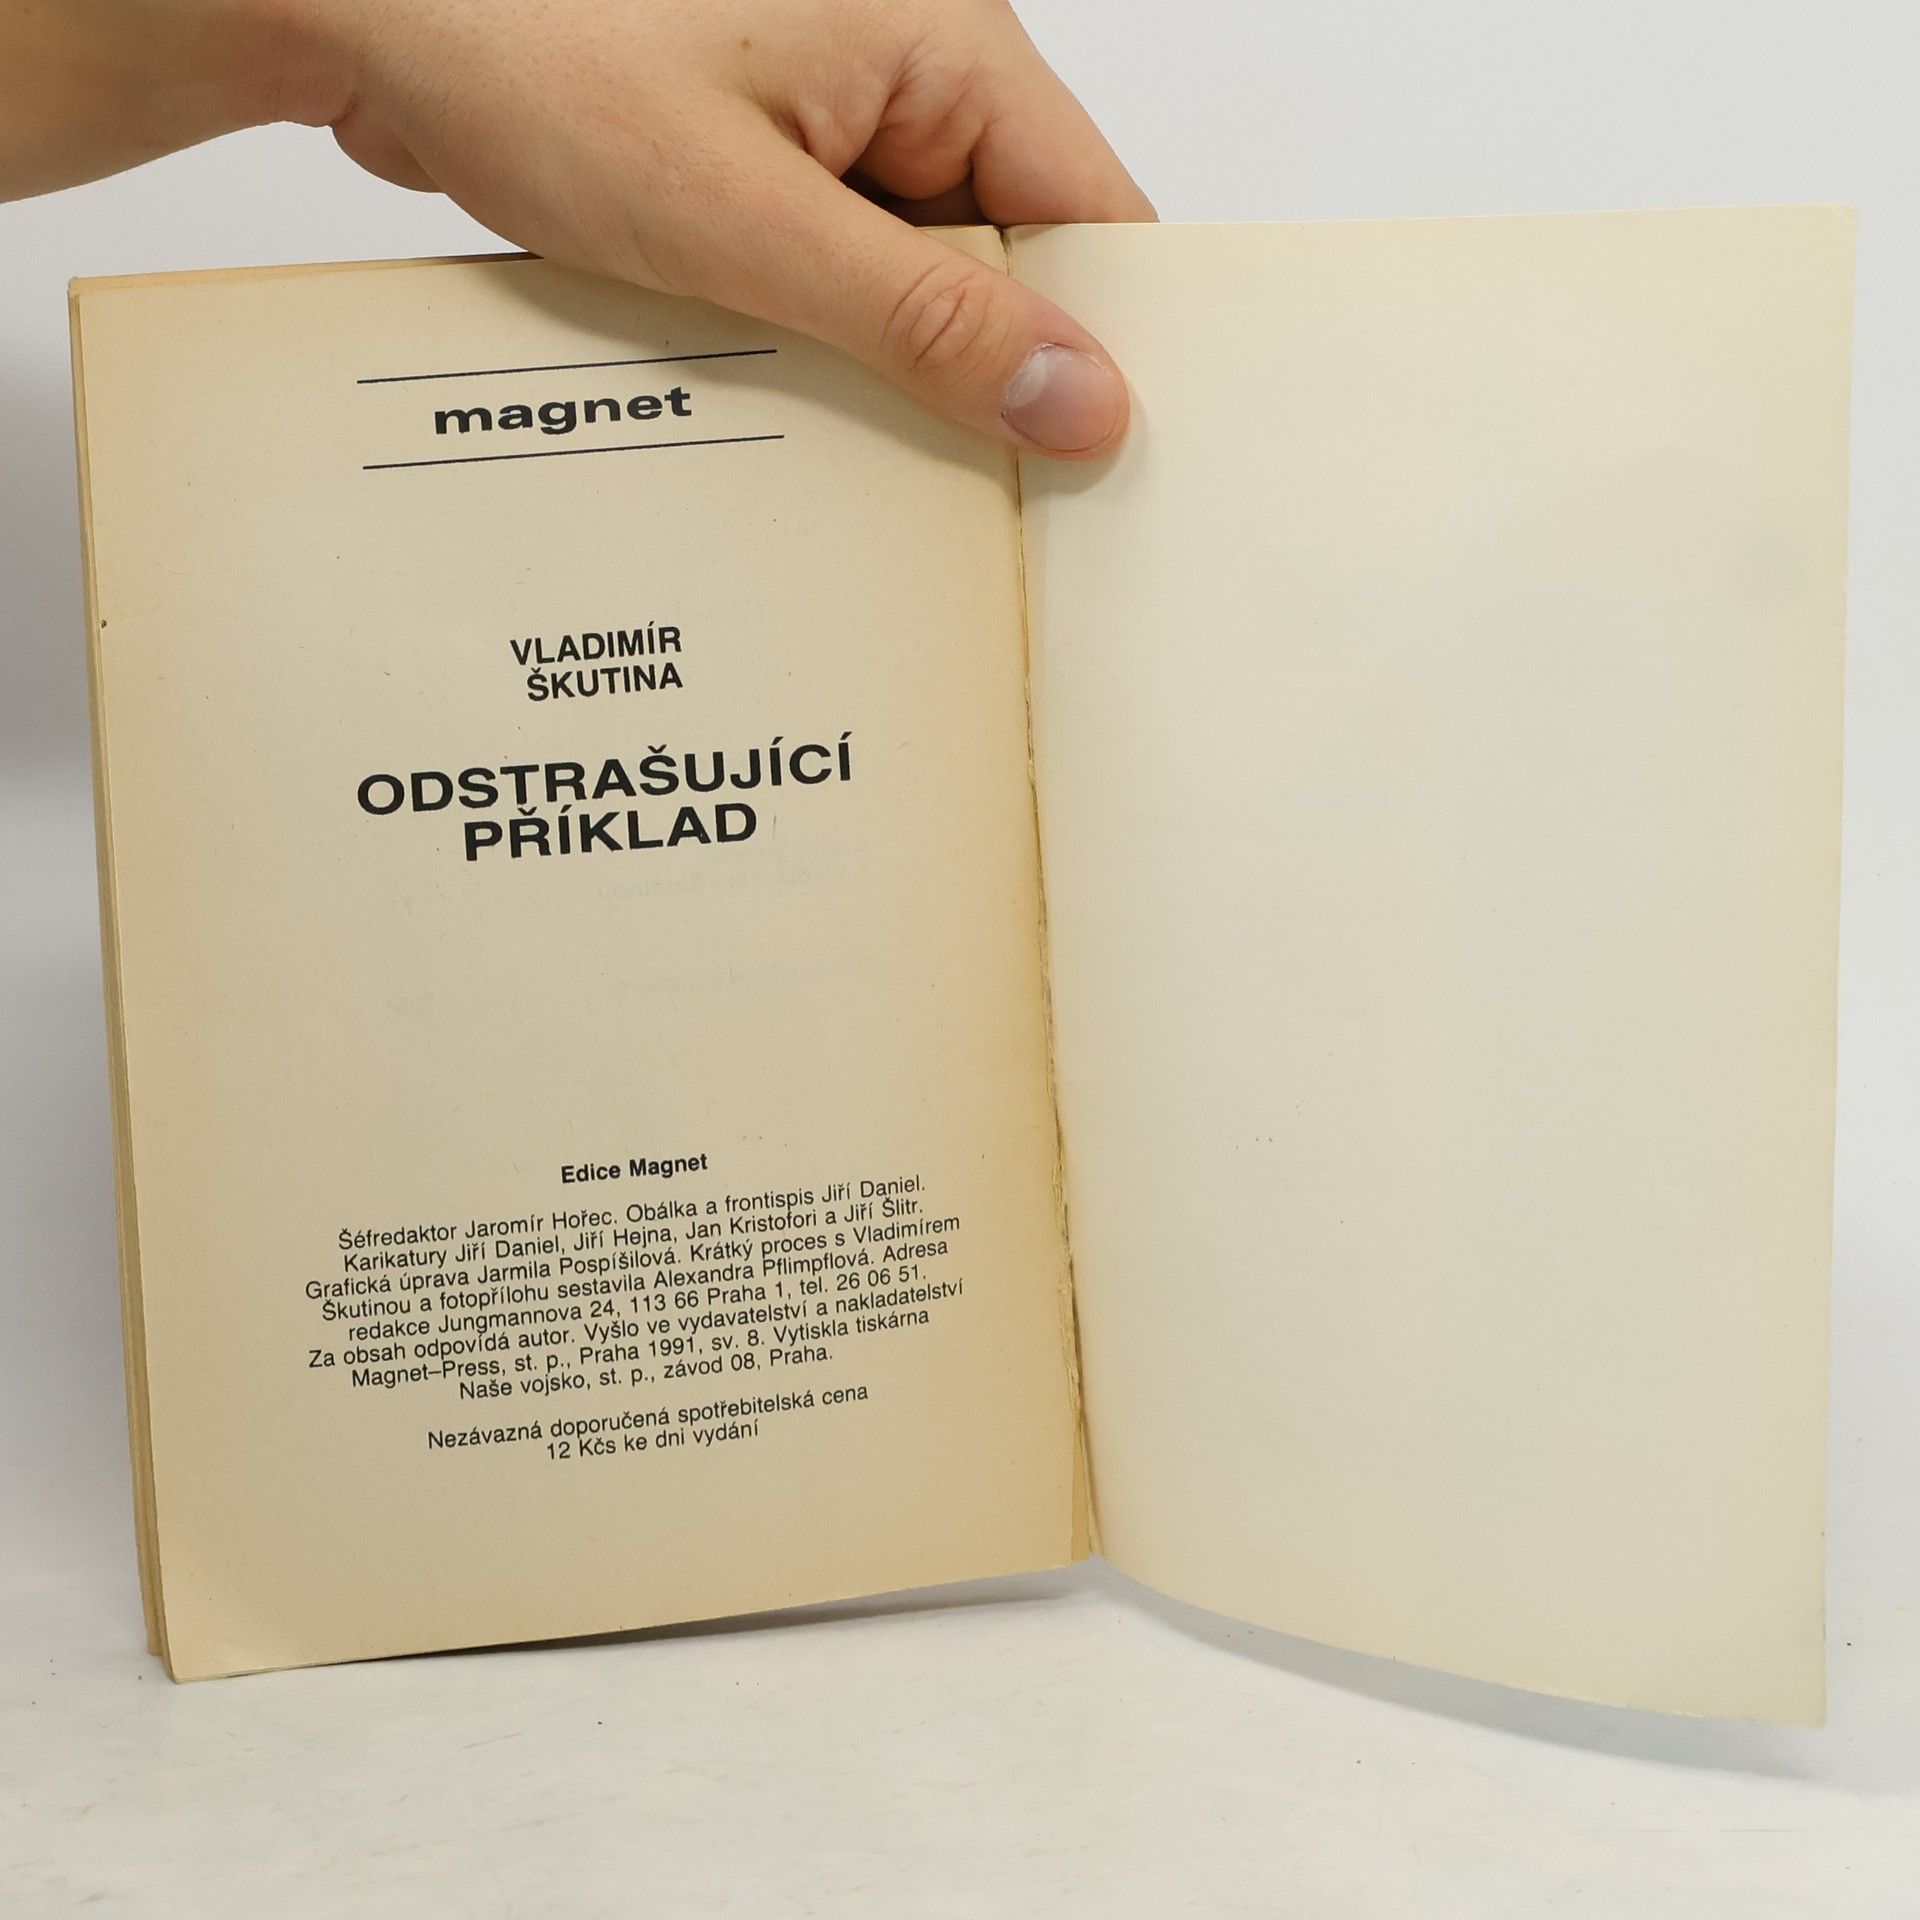 magnet
VLADIMÍR
ŠKUTINA
ODSTRAŠUJÍCÍ
PŘÍKLAD
Edice Magnet
Šéfredaktor Jaromír Hořec. Obálka a frontispis Jiří Daniel.
Karikatury Jiří Daniel, Jiří Hejna, Jan Kristofori a Jiří Šlitr.
Grafická úprava Jarmila Pospíšilová. Krátký proces s Vladimírem
Škutinou a fotopřílohu sestavila Alexandra Pflimpflová. Adresa
redakce Jungmannova 24, 113 66 Praha 1, tel. 26 06 51.
Za obsah odpovídá autor. Vyšlo ve vydavatelství a nakladatelství
Magnet–Press, st. p., Praha 1991, sv. 8. Vytiskla tiskárna
Naše vojsko, st. p., závod 08, Praha.
Nezávazná doporučená spotřebitelská cena
12 Kčs ke dni vydání